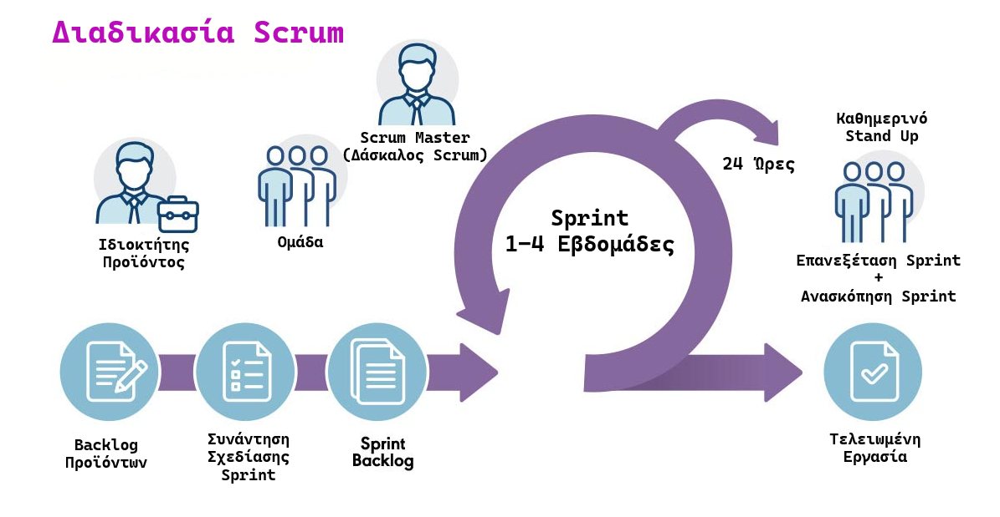 Διαδικασία Scrum
Scrum Master
(Δάσκαλος Scrum)
Ιδιοκτήτης
Προϊόντος
Ομάδα
Sprint
1-4 Εβδομάδες
24 Ώρες
Καθημερινό
Stand Up
Επανεξέταση Sprint
+
Ανασκόπηση Sprint
Backlog
Προϊόντων
Συνάντηση
Σχεδίασης
Sprint
Sprint
Backlog
Τελειωμένη
Εργασία